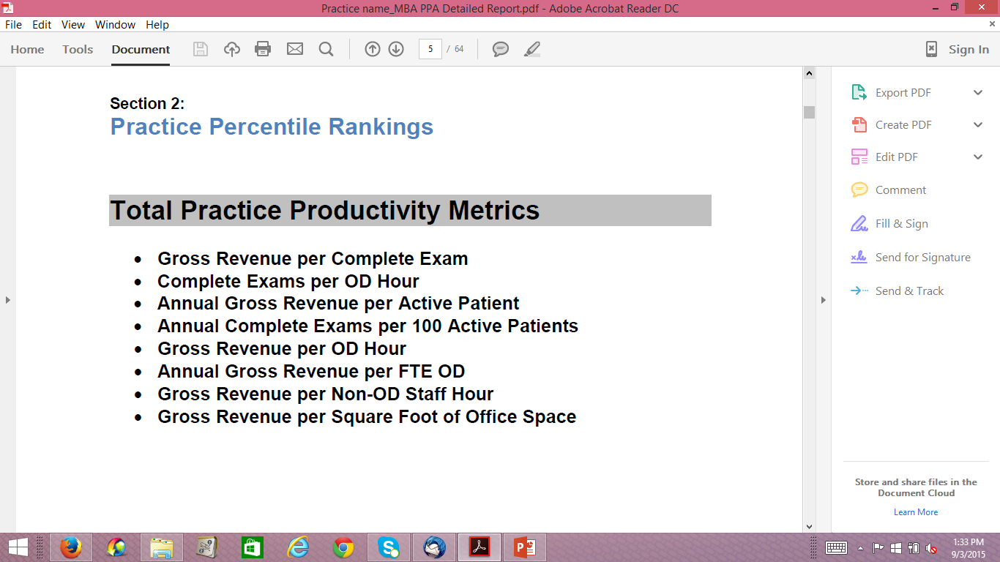 Practice name_MBA PPA Detailed Report.pdf - Adobe Acrobat Reader DC
File Edit View Window Help
Home Tools Document 5 / 64 Sign In
Section 2:
Practice Percentile Rankings
Total Practice Productivity Metrics
• Gross Revenue per Complete Exam
• Complete Exams per OD Hour
• Annual Gross Revenue per Active Patient
• Annual Complete Exams per 100 Active Patients
• Gross Revenue per OD Hour
• Annual Gross Revenue per FTE OD
• Gross Revenue per Non-OD Staff Hour
• Gross Revenue per Square Foot of Office Space
Export PDF
Create PDF
Edit PDF
Comment
Fill & Sign
Send for Signature
Send & Track
Store and share files in the
Document Cloud
Learn More
1:33 PM
9/3/2015